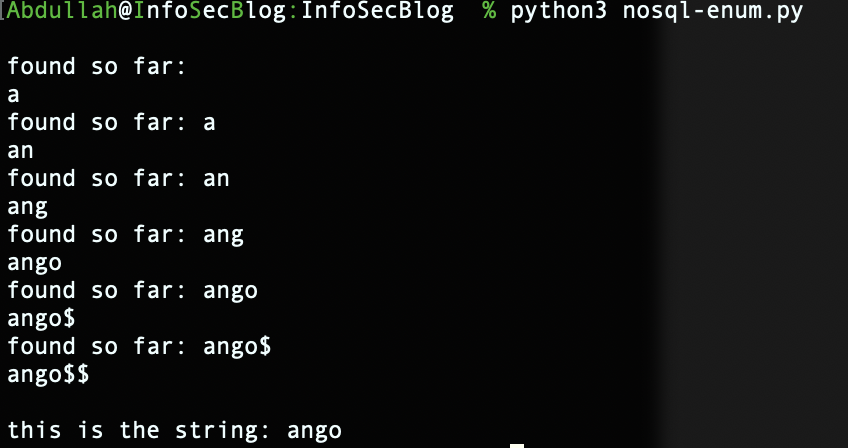 Abdullah@InfoSecBlog:InfoSecBlog % python3 nosql-enum.py
found so far:
a
found so far: a
an
found so far: an
ang
found so far: ang
ango
found so far: ango
ango$
found so far: ango$
ango$$
this is the string: ango